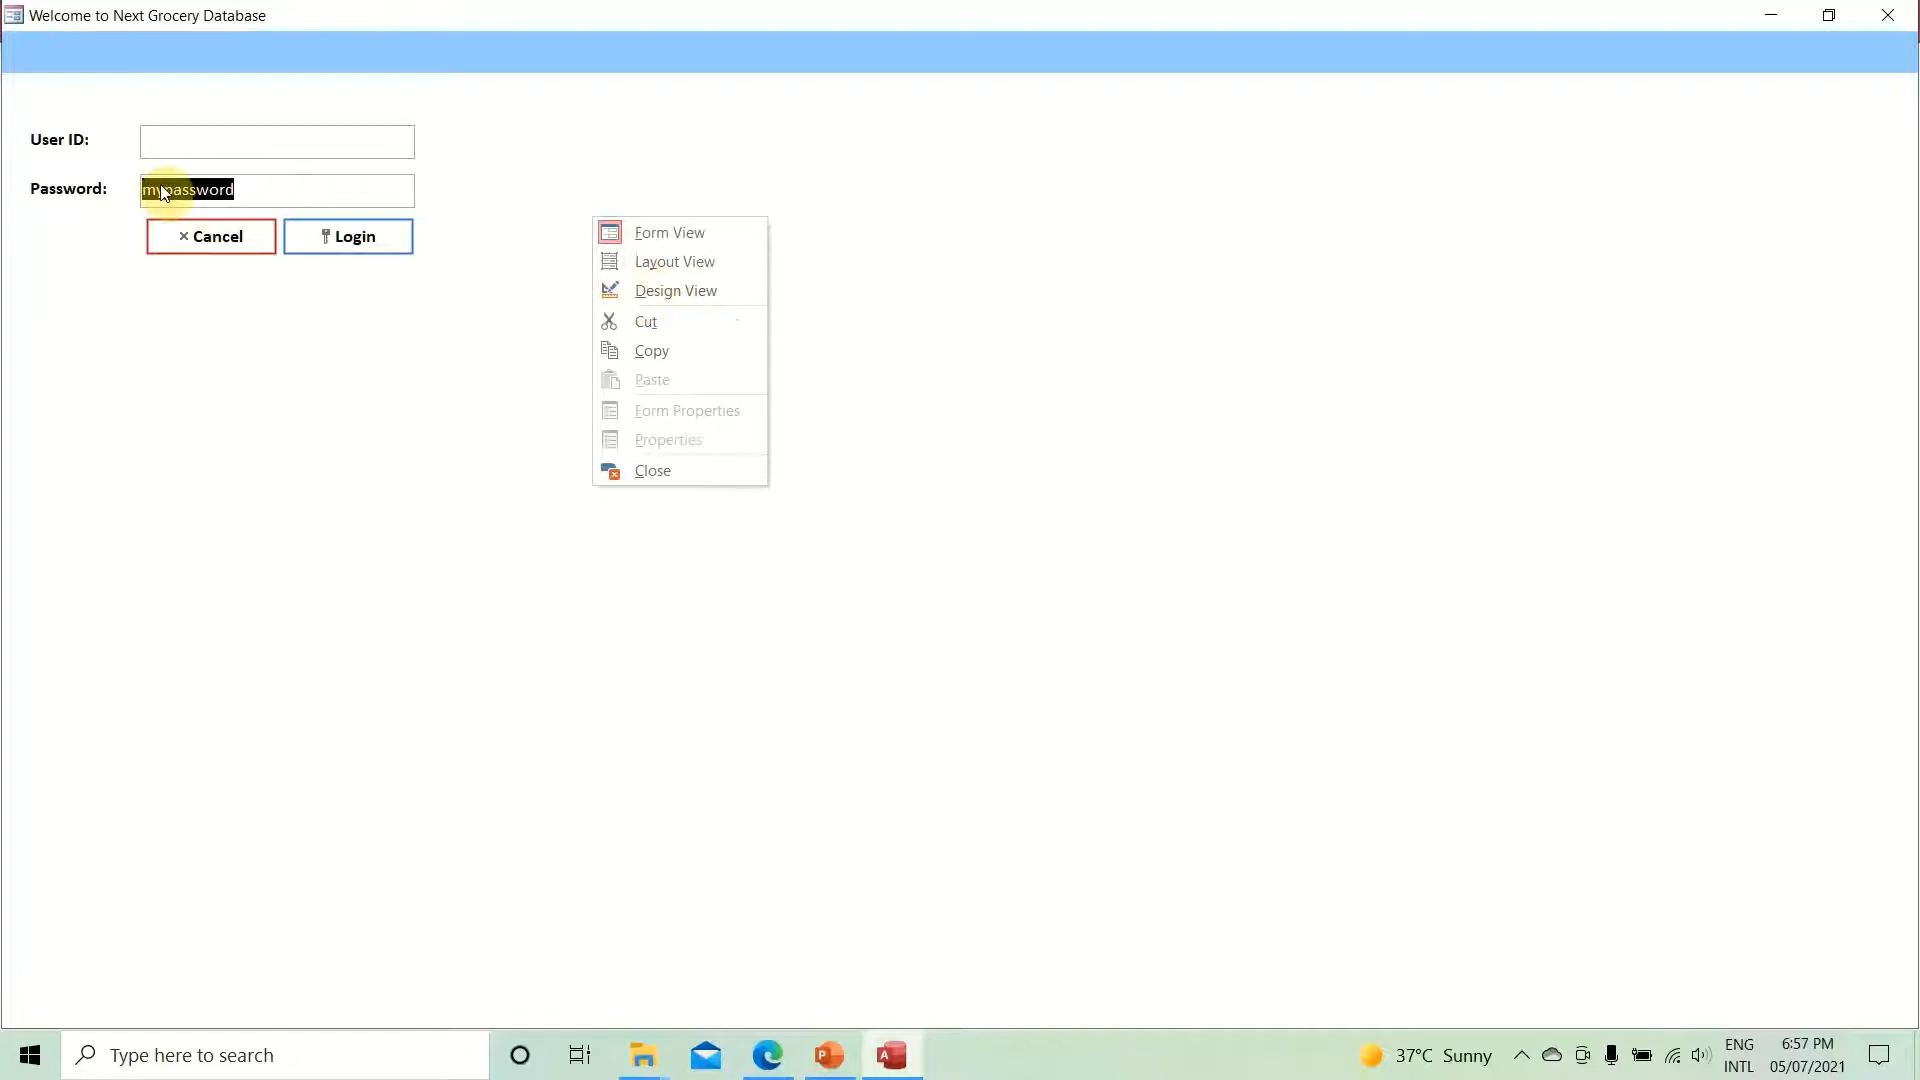 Welcome to Next Grocery Database
User ID:
Password:
mypassword
× Cancel
Login
Form View
Layout View
Design View
Cut
Copy
Paste
Form Properties
Properties
Close
Type here to search
P
A
37°C Sunny
ENG
INTL
6:57 PM
05/07/2021